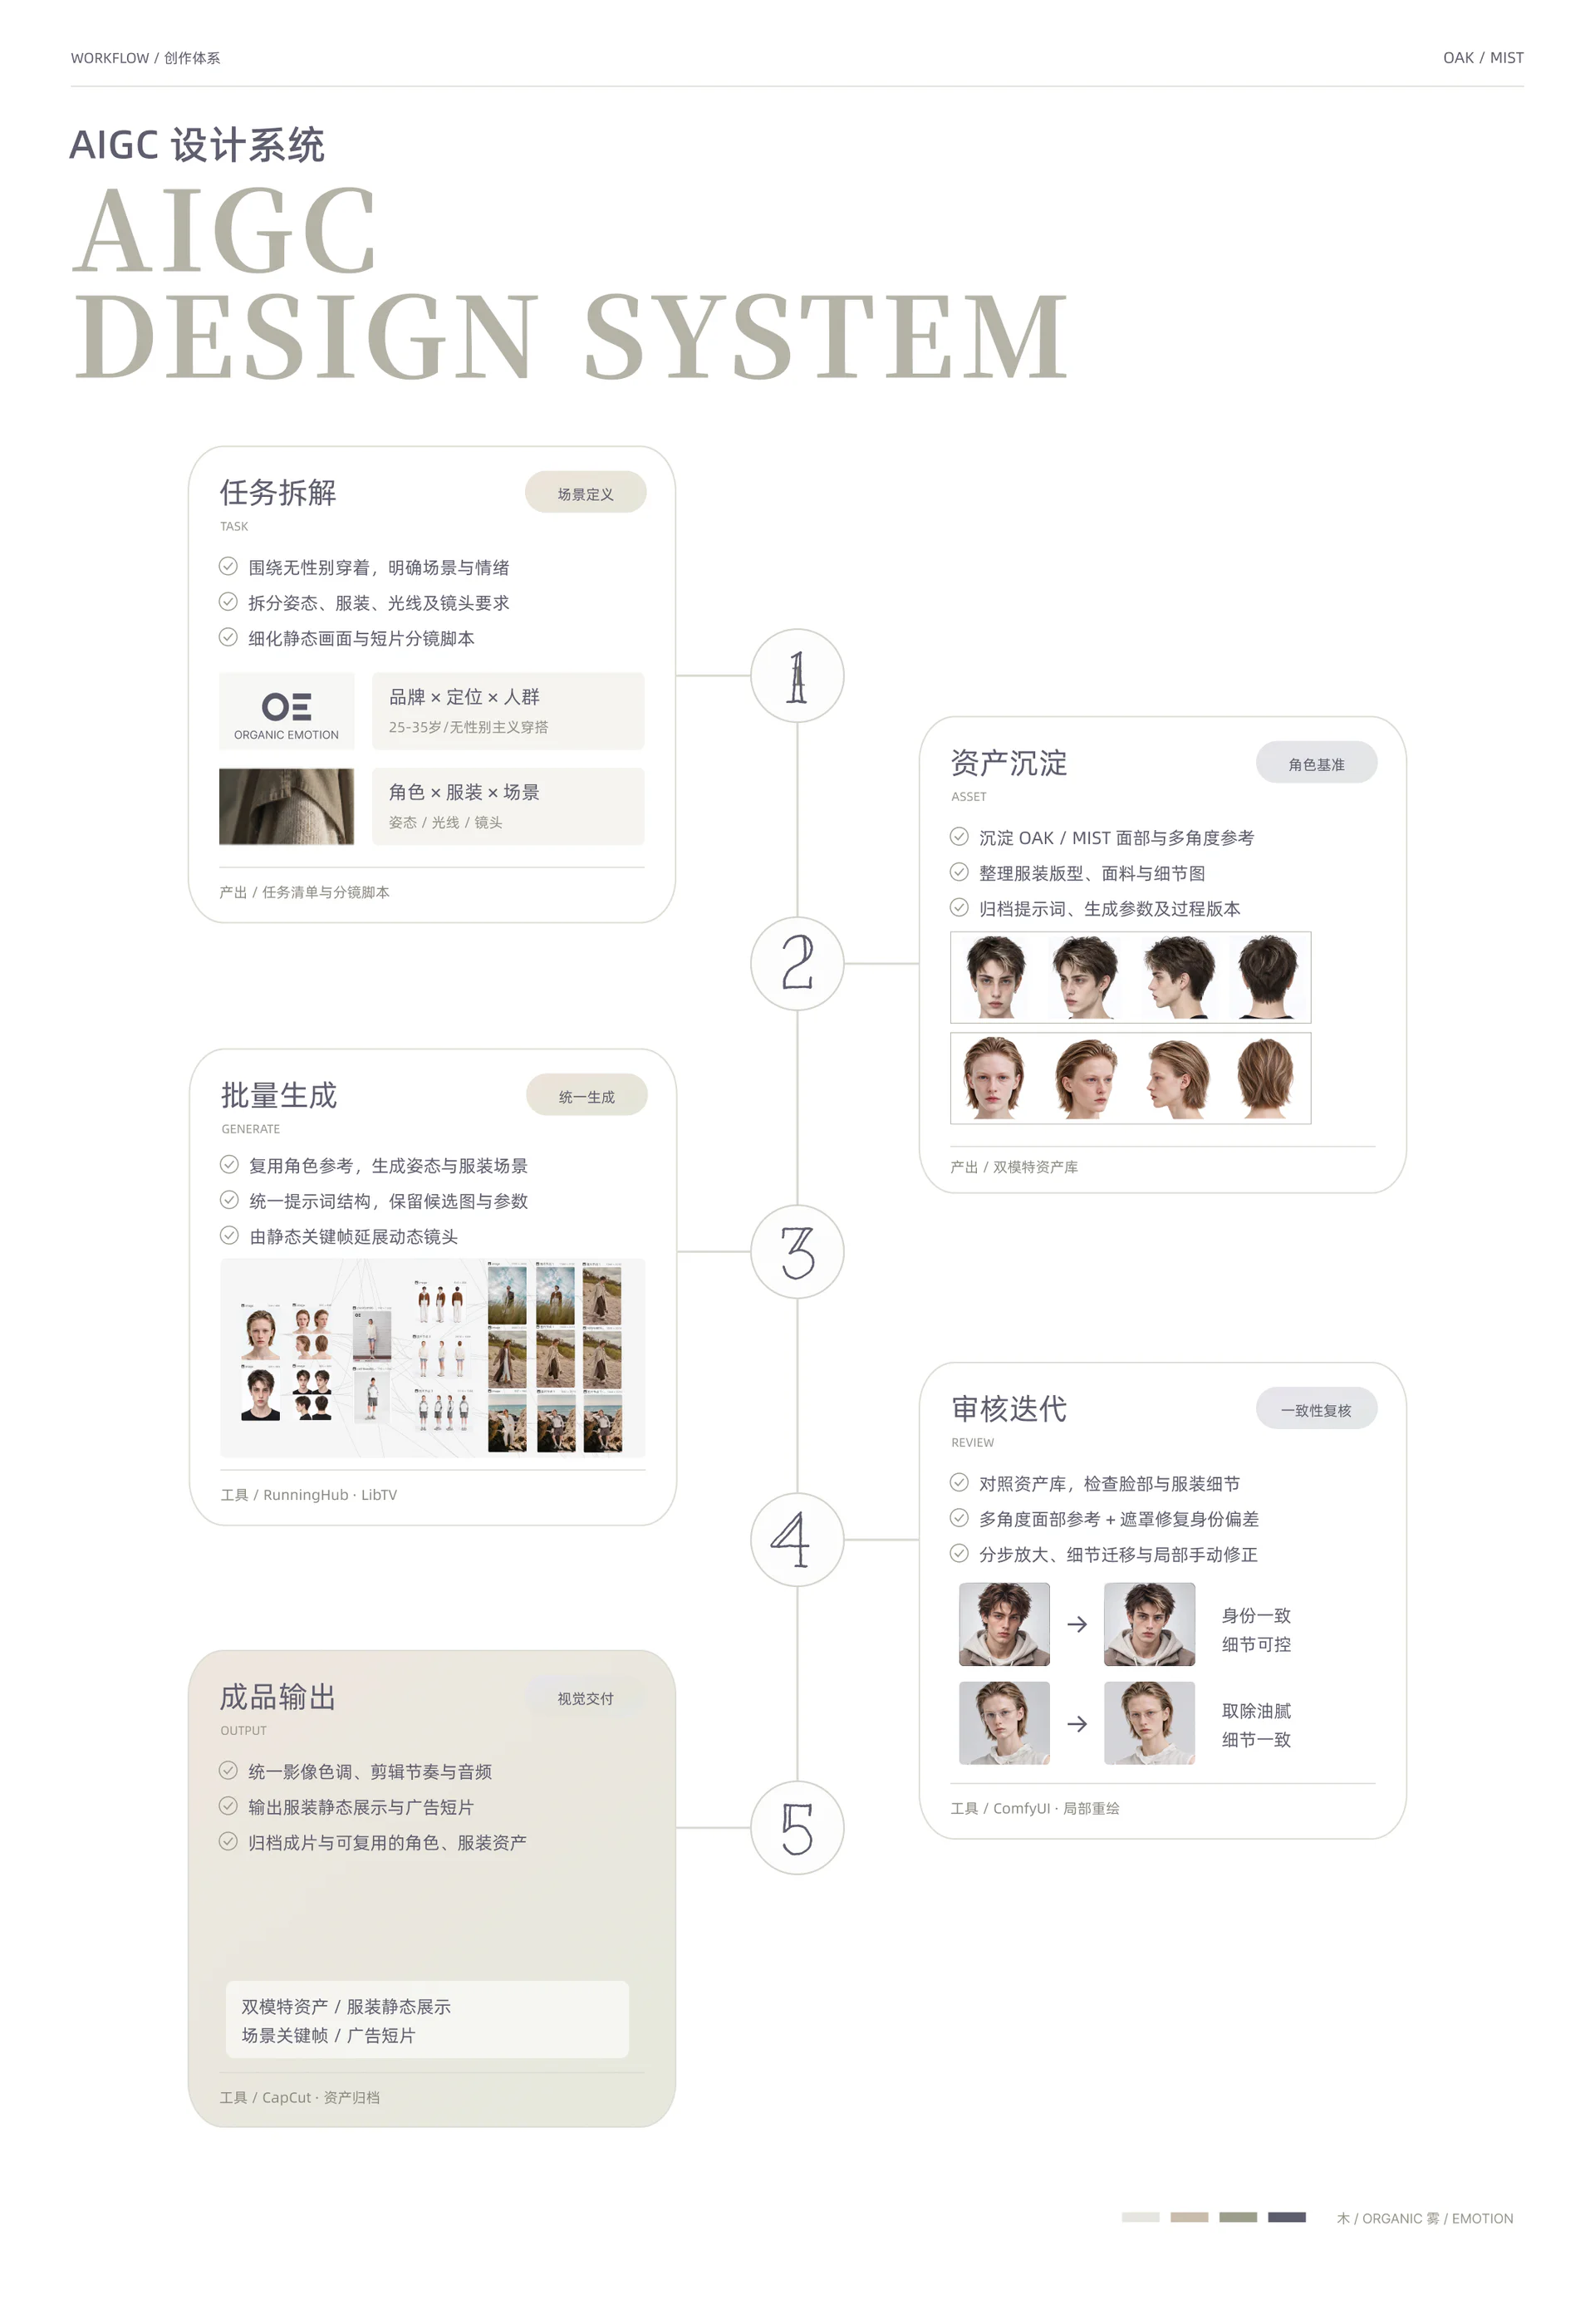 WORKFLOW / 创作体系
OAK / MIST
AIGC 设计系统
AIGC
DESIGN SYSTEM
任务拆解
场景定义
TASK
围绕无性别穿着，明确场景与情绪
拆分姿态、服装、光线及镜头要求
细化静态画面与短片分镜脚本
OE
ORGANIC EMOTION
品牌 × 定位 × 人群
25-35岁/无性别主义穿搭
角色 × 服装 × 场景
姿态 / 光线 / 镜头
产出 / 任务清单与分镜脚本
1
资产沉淀
角色基准
ASSET
沉淀 OAK / MIST 面部与多角度参考
整理服装版型、面料与细节图
归档提示词、生成参数及过程版本
产出 / 双模特资产库
2
批量生成
统一生成
GENERATE
复用角色参考，生成姿态与服装场景
统一提示词结构，保留候选图与参数
由静态关键帧延展动态镜头
工具 / RunningHub · LibTV
3
审核迭代
一致性复核
REVIEW
对照资产库，检查脸部与服装细节
多角度面部参考 + 遮罩修复身份偏差
分步放大、细节迁移与局部手动修正
身份一致
细节可控
取除油腻
细节一致
工具 / ComfyUI · 局部重绘
4
成品输出
视觉交付
OUTPUT
统一影像色调、剪辑节奏与音频
输出服装静态展示与广告短片
归档成片与可复用的角色、服装资产
双模特资产 / 服装静态展示
场景关键帧 / 广告短片
工具 / CapCut · 资产归档
5
木 / ORGANIC 雾 / EMOTION